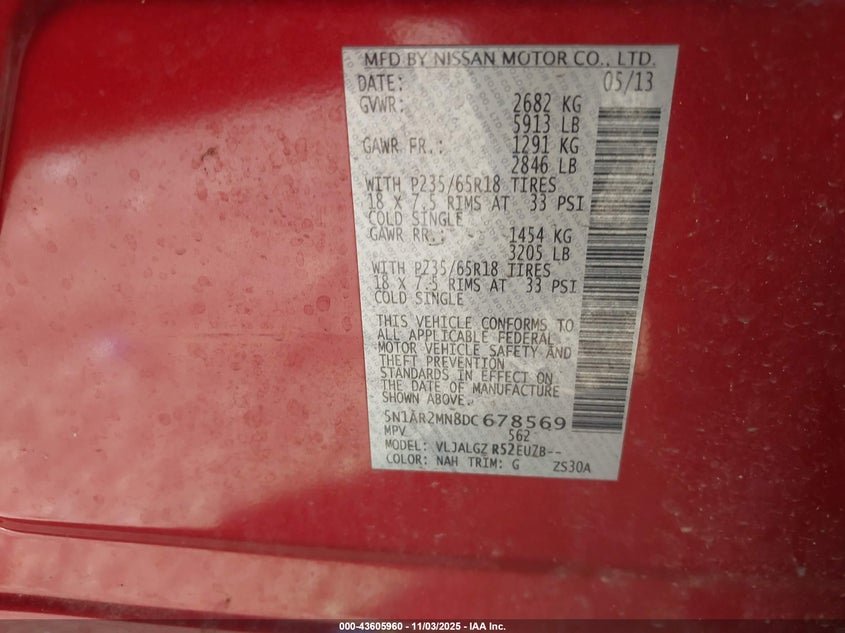 MFD BY NISSAN MOTOR CO., LTD.
DATE: 05/13
GVWR: 2682 KG
5913 LB
GAWR FR.: 1291 KG
2846 LB
WITH P235/65R18 TIRES
18 X 7.5 RIMS AT 33 PSI
COLD SINGLE
GAWR RR.: 1454 KG
3205 LB
WITH P235/65R18 TIRES
18 X 7.5 RIMS AT 33 PSI
COLD SINGLE
THIS VEHICLE CONFORMS TO
ALL APPLICABLE FEDERAL
MOTOR VEHICLE SAFETY AND
THEFT PREVENTION
STANDARDS IN EFFECT ON
THE DATE OF MANUFACTURE
SHOWN ABOVE.
5N1AR2MN8DC678569
MPV 562
MODEL: VLJALGZ R52EUZB--
COLOR: NAH TRIM: G ZS30A
000-43605960 - 11/03/2025 - IAA Inc.